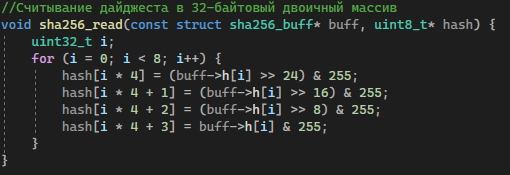 //Считывание дайджеста в 32-байтовый двоичный массив
void sha256_read(const struct sha256_buff* buff, uint8_t* hash) {
    uint32_t i;
    for (i = 0; i < 8; i++) {
        hash[i * 4] = (buff->h[i] >> 24) & 255;
        hash[i * 4 + 1] = (buff->h[i] >> 16) & 255;
        hash[i * 4 + 2] = (buff->h[i] >> 8) & 255;
        hash[i * 4 + 3] = buff->h[i] & 255;
    }
}